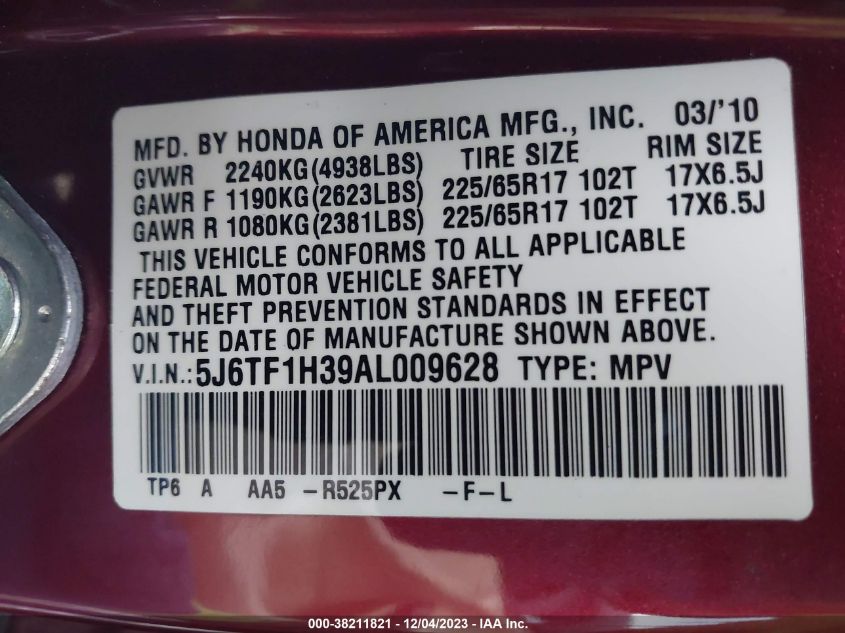 MFD. BY HONDA OF AMERICA MFG., INC. 03/'10
GVWR 2240KG(4938LBS) TIRE SIZE RIM SIZE
GAWR F 1190KG(2623LBS) 225/65R17 102T 17X6.5J
GAWR R 1080KG(2381LBS) 225/65R17 102T 17X6.5J
THIS VEHICLE CONFORMS TO ALL APPLICABLE
FEDERAL MOTOR VEHICLE SAFETY
AND THEFT PREVENTION STANDARDS IN EFFECT
ON THE DATE OF MANUFACTURE SHOWN ABOVE.
V.I.N.:5J6TF1H39AL009628 TYPE: MPV
TP6 A AA5 -R525PX -F-L
000-38211821 - 12/04/2023 - IAA Inc.